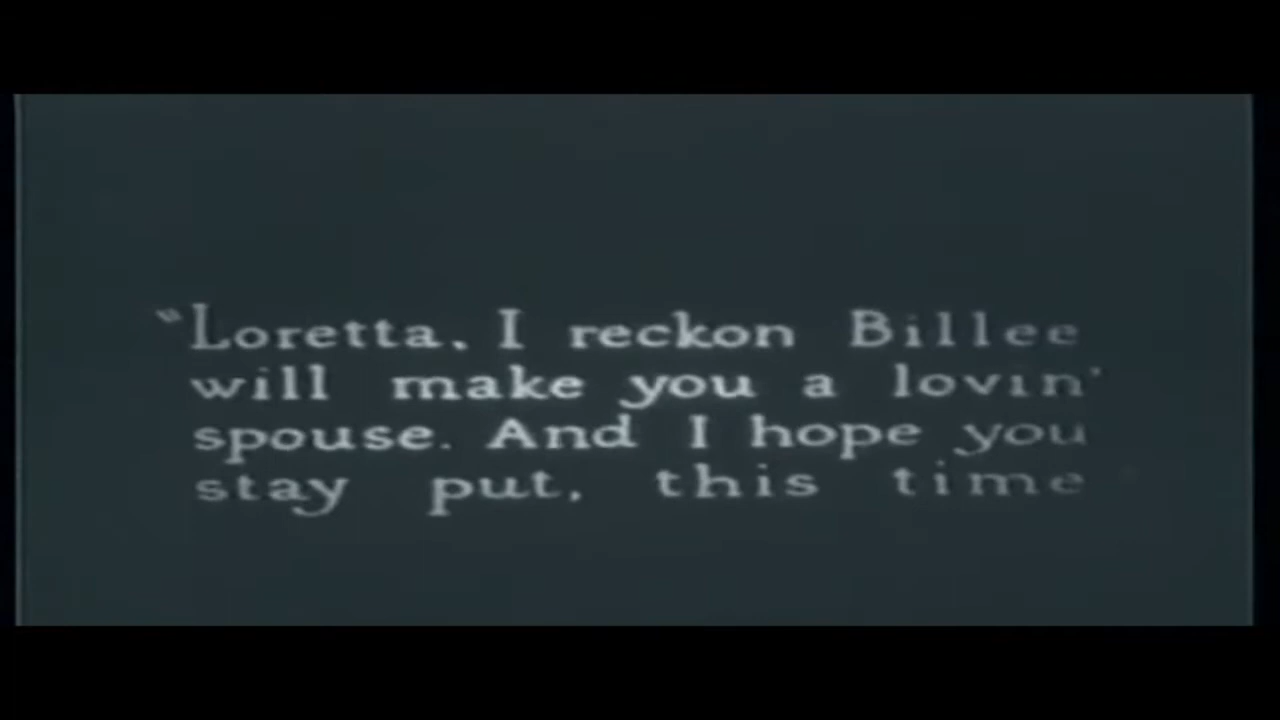 "Loretta, I reckon Billee
will make you a lovin'
spouse. And I hope you
stay put, this time